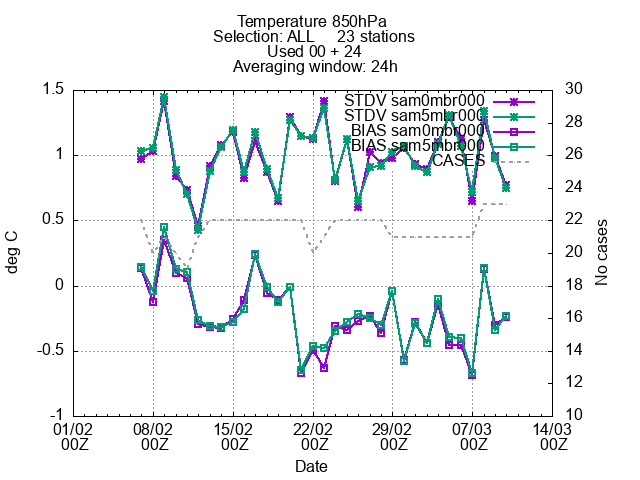 Temperature 850hPa
Selection: ALL 23 stations
Used 00 + 24
Averaging window: 24h
STDV sam0mbr000
STDV sam5mbr000
BIAS sam0mbr000
BIAS sam5mbr000
CASES
1.5
1
0.5
0
-0.5
-1
deg C
30
28
26
24
22
20
18
16
14
12
10
No cases
01/02 08/02 15/02 22/02 29/02 07/03 14/03
00Z 00Z 00Z 00Z 00Z 00Z 00Z
Date